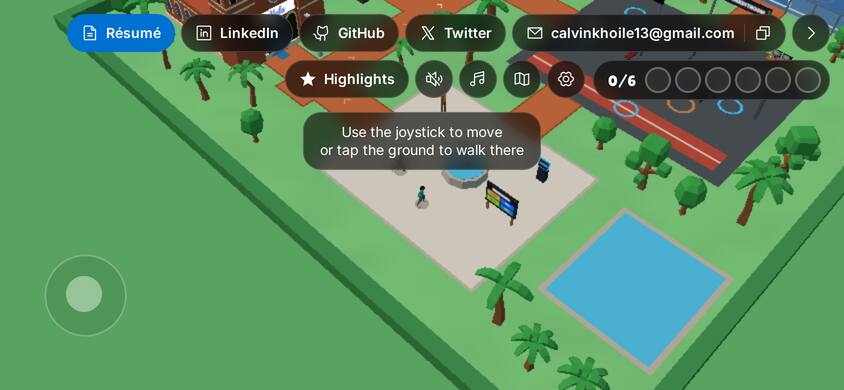 Résumé
LinkedIn
GitHub
Twitter
calvinkhoile13@gmail.com
Highlights
0/6
Use the joystick to move
or tap the ground to walk there